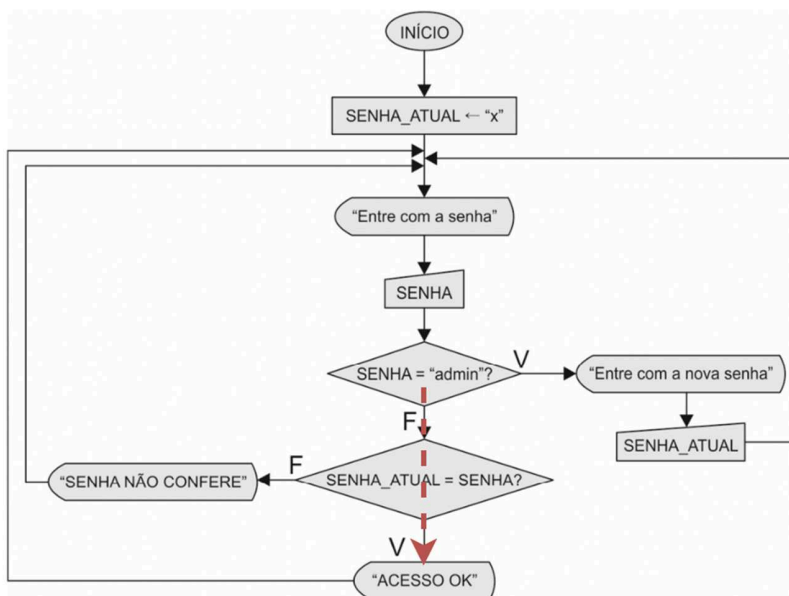 INÍCIO
SENHA_ATUAL ← “x”
“Entre com a senha”
SENHA
SENHA = “admin”?
V
“Entre com a nova senha”
F
SENHA_ATUAL
SENHA_ATUAL = SENHA?
F
“SENHA NÃO CONFERE”
V
“ACESSO OK”